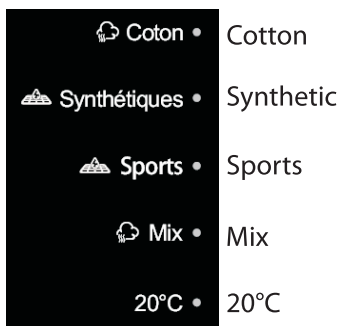 Coton Cotton
Synthétiques Synthetic
Sports Sports
Mix Mix
20°C 20°C